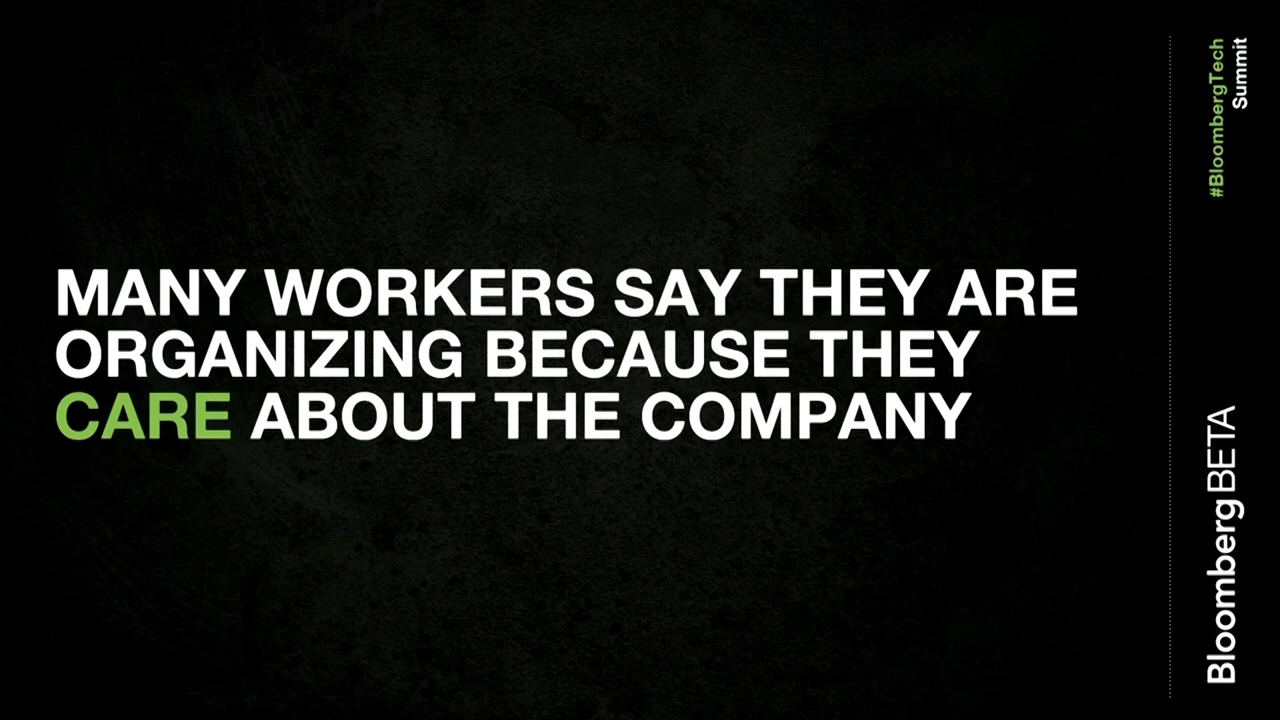 MANY WORKERS SAY THEY ARE
ORGANIZING BECAUSE THEY
CARE ABOUT THE COMPANY
#BloombergTech
Summit
Bloomberg BETA